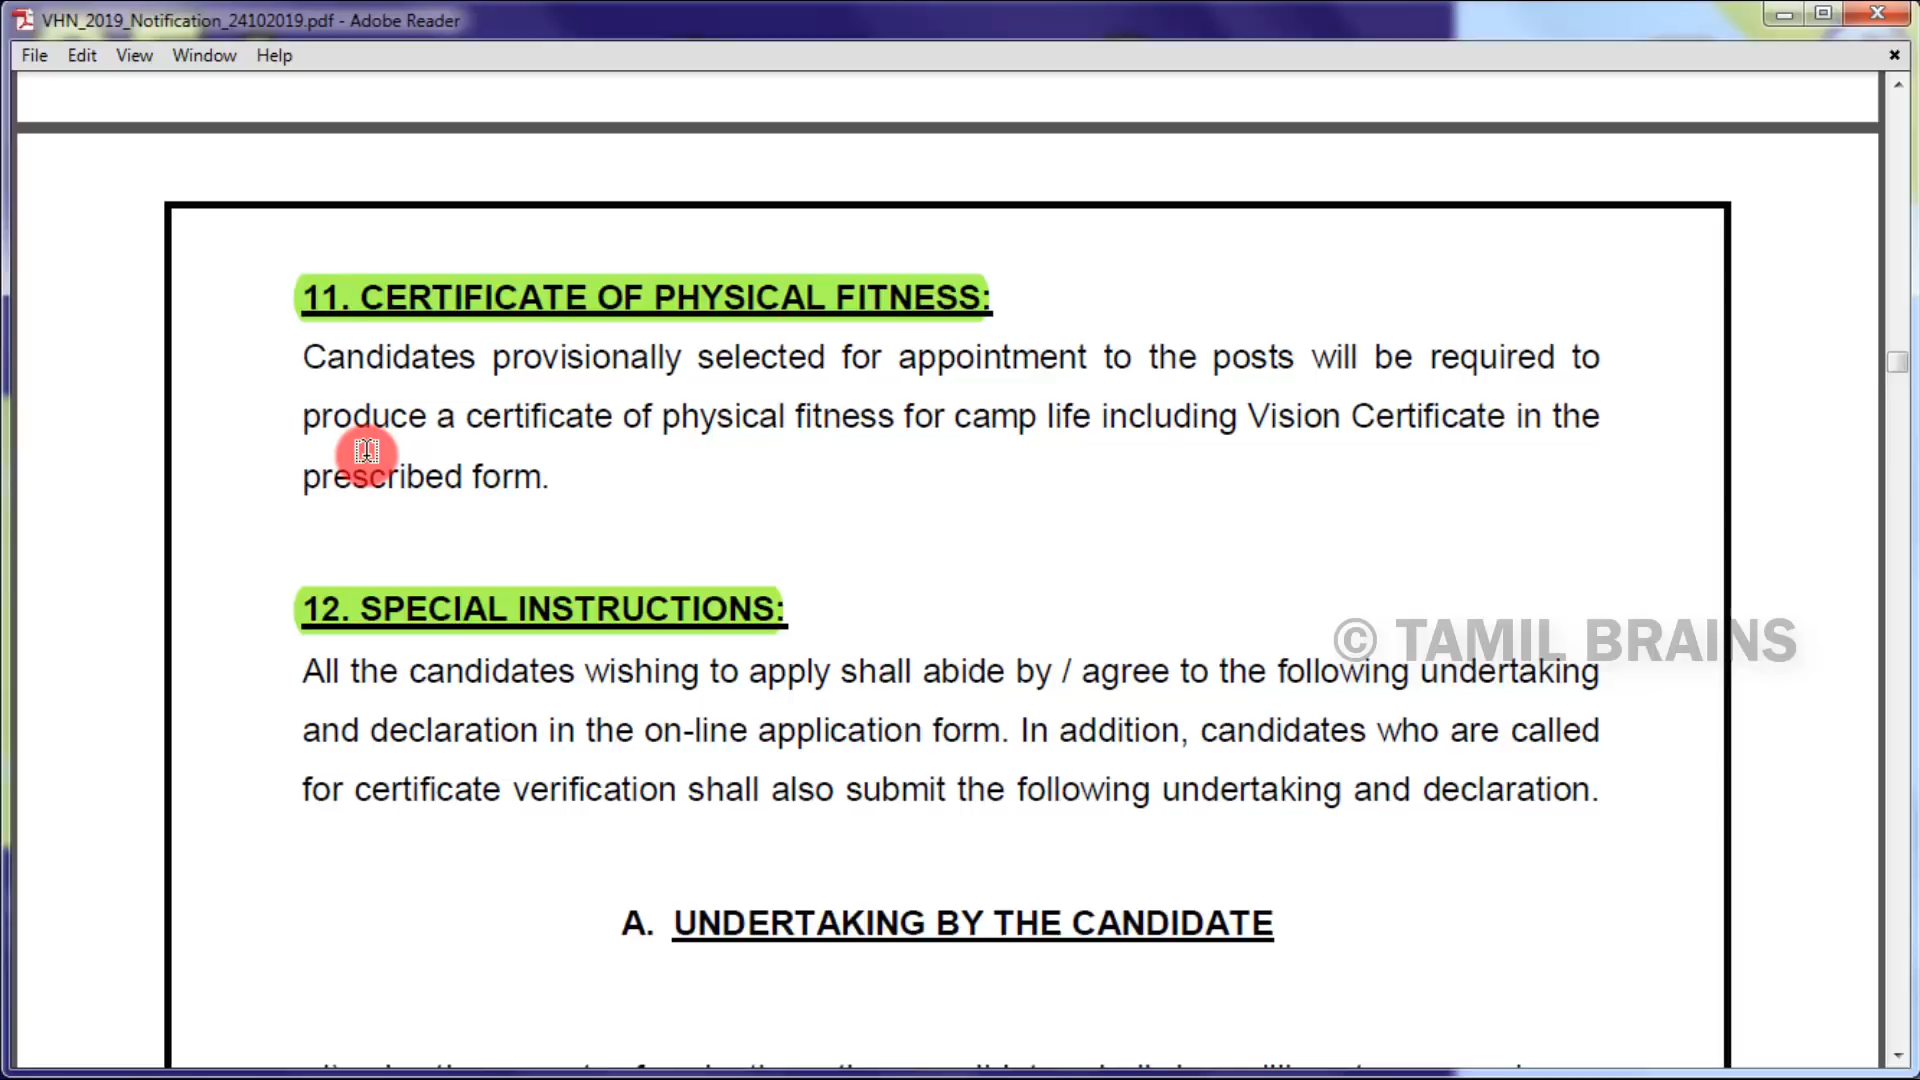 VHN_2019_Notification_24102019.pdf - Adobe Reader
File Edit View Window Help
11. CERTIFICATE OF PHYSICAL FITNESS:
Candidates provisionally selected for appointment to the posts will be required to
produce a certificate of physical fitness for camp life including Vision Certificate in the
prescribed form.
12. SPECIAL INSTRUCTIONS:
© TAMIL BRAINS
All the candidates wishing to apply shall abide by / agree to the following undertaking
and declaration in the on-line application form. In addition, candidates who are called
for certificate verification shall also submit the following undertaking and declaration.
A. UNDERTAKING BY THE CANDIDATE